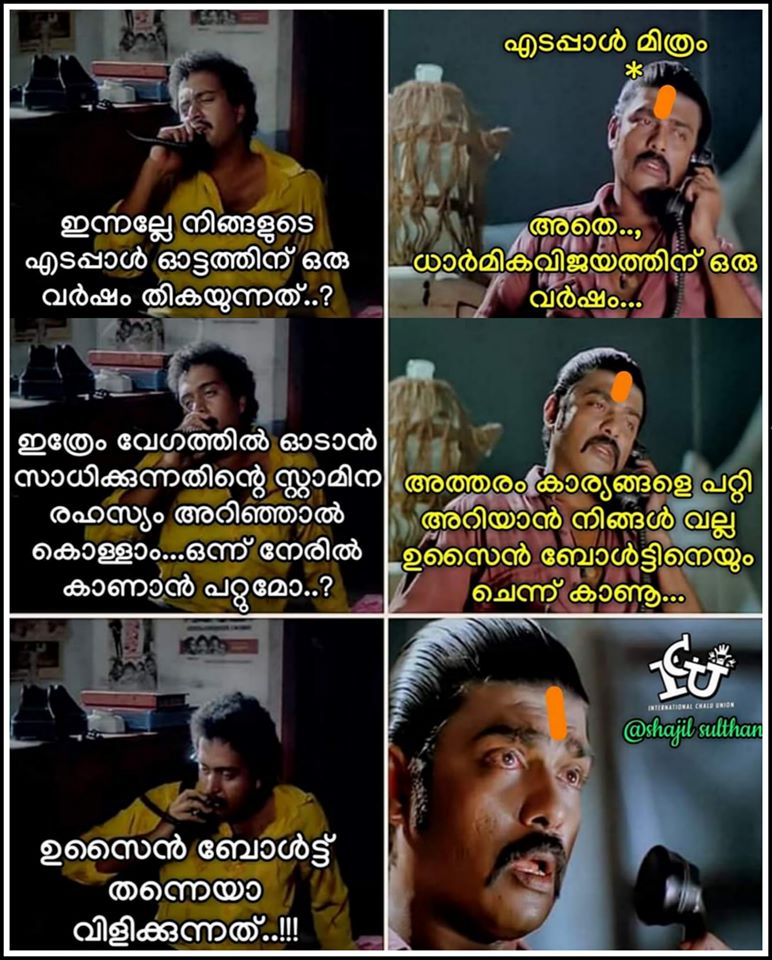 ഇന്നല്ലേ നിങ്ങളുടെ
എടപ്പാൾ ഓട്ടത്തിന് ഒരു
വർഷം തികയുന്നത്..?
എടപ്പാൾ മിത്രം
*
അതെ..,
ധാർമികവിജയത്തിന് ഒരു
വർഷം...
ഇത്രേം വേഗത്തിൽ ഓടാൻ
സാധിക്കുന്നതിന്റെ സ്റ്റാമിന
രഹസ്യം അറിഞ്ഞാൽ
കൊള്ളാം...ഒന്ന് നേരിൽ
കാണാൻ പറ്റുമോ..?
അത്തരം കാര്യങ്ങളെ പറ്റി
അറിയാൻ നിങ്ങൾ വല്ല
ഉസൈൻ ബോൾട്ടിനെയും
ചെന്ന് കാണൂ...
ഉസൈൻ ബോൾട്ട്
തന്നെയാ
വിളിക്കുന്നത്..!!!
ICU
INTERNATIONAL CHALU UNION
@shajil sulthan